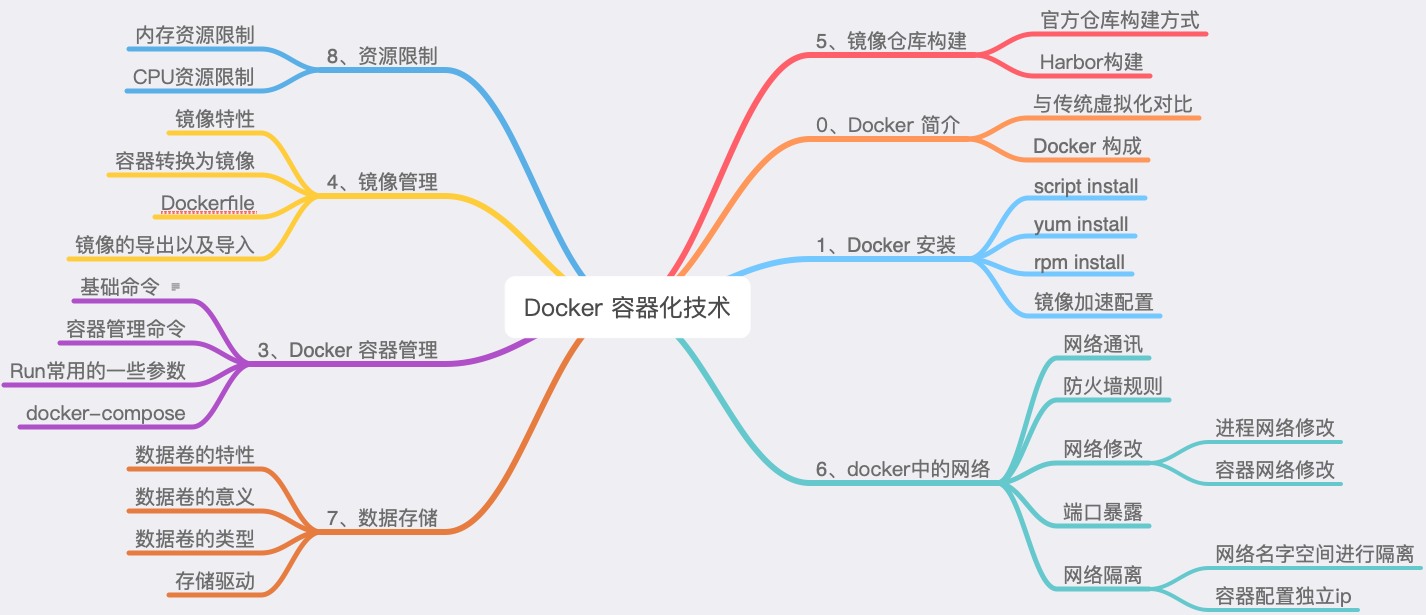 Docker 容器化技术
5、镜像仓库构建
官方仓库构建方式
Harbor构建
0、Docker 简介
与传统虚拟化对比
Docker 构成
1、Docker 安装
script install
yum install
rpm install
镜像加速配置
6、docker中的网络
网络通讯
防火墙规则
网络修改
进程网络修改
容器网络修改
端口暴露
网络隔离
网络名字空间进行隔离
容器配置独立ip
8、资源限制
内存资源限制
CPU资源限制
4、镜像管理
镜像特性
容器转换为镜像
Dockerfile
镜像的导出以及导入
3、Docker 容器管理
基础命令
容器管理命令
Run常用的一些参数
docker-compose
7、数据存储
数据卷的特性
数据卷的意义
数据卷的类型
存储驱动